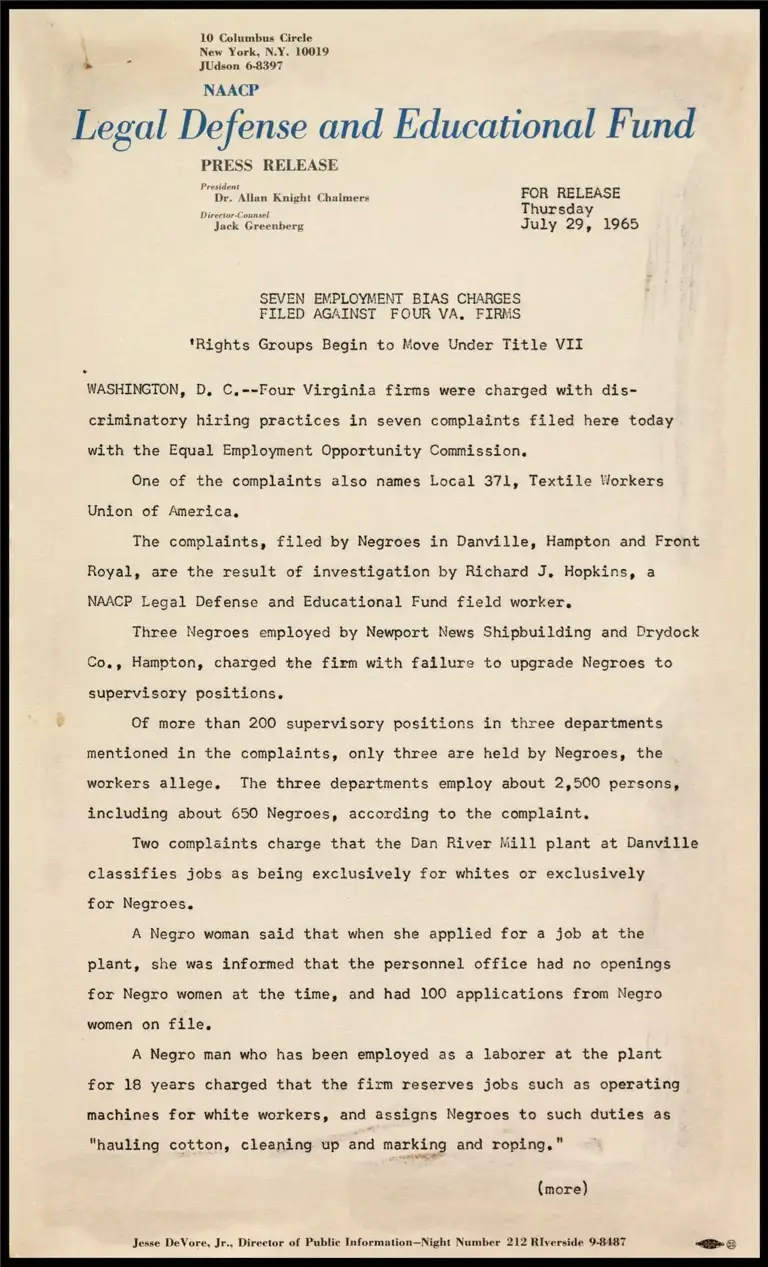 10 Columbus Circle
New York, N.Y. 10019
JUdson 6-8397
NAACP
Legal Defense and Educational Fund
PRESS RELEASE
President
Dr. Allan Knight Chalmers
Director-Counsel
Jack Greenberg
FOR RELEASE
Thursday
July 29, 1965
SEVEN EMPLOYMENT BIAS CHARGES
FILED AGAINST FOUR VA. FIRMS
'Rights Groups Begin to Move Under Title VII
WASHINGTON, D. C.--Four Virginia firms were charged with dis-
criminatory hiring practices in seven complaints filed here today
with the Equal Employment Opportunity Commission.
One of the complaints also names Local 371, Textile Workers
Union of America.
The complaints, filed by Negroes in Danville, Hampton and Front
Royal, are the result of investigation by Richard J. Hopkins, a
NAACP Legal Defense and Educational Fund field worker.
Three Negroes employed by Newport News Shipbuilding and Drydock
Co., Hampton, charged the firm with failure to upgrade Negroes to
supervisory positions.
Of more than 200 supervisory positions in three departments
mentioned in the complaints, only three are held by Negroes, the
workers allege. The three departments employ about 2,500 persons,
including about 650 Negroes, according to the complaint.
Two complaints charge that the Dan River Mill plant at Danville
classifies jobs as being exclusively for whites or exclusively
for Negroes.
A Negro woman said that when she applied for a job at the
plant, she was informed that the personnel office had no openings
for Negro women at the time, and had 100 applications from Negro
women on file.
A Negro man who has been employed as a laborer at the plant
for 18 years charged that the firm reserves jobs such as operating
machines for white workers, and assigns Negroes to such duties as
"hauling cotton, cleaning up and marking and roping."
(more)
Jesse DeVore, Jr., Director of Public Information—Night Number 212 RIverside 9-8487